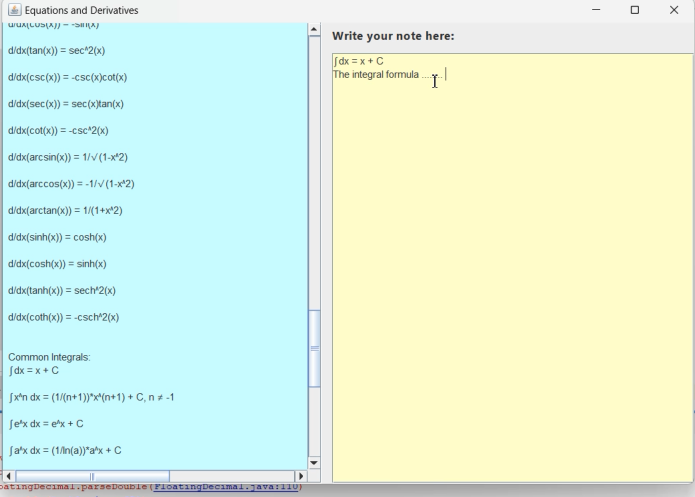 Equations and Derivatives
d/dx(cos(x)) = -sin(x)
d/dx(tan(x)) = sec^2(x)
d/dx(csc(x)) = -csc(x)cot(x)
d/dx(sec(x)) = sec(x)tan(x)
d/dx(cot(x)) = -csc^2(x)
d/dx(arcsin(x)) = 1/√(1-x^2)
d/dx(arccos(x)) = -1/√(1-x^2)
d/dx(arctan(x)) = 1/(1+x^2)
d/dx(sinh(x)) = cosh(x)
d/dx(cosh(x)) = sinh(x)
d/dx(tanh(x)) = sech^2(x)
d/dx(coth(x)) = -csch^2(x)
Common Integrals:
∫dx = x + C
∫x^n dx = (1/(n+1))*x^(n+1) + C, n ≠ -1
∫e^x dx = e^x + C
∫a^x dx = (1/ln(a))*a^x + C
Write your note here:
∫dx = x + C
The integral formula .......
oatingDecimal.parseDouble(FloatingDecimal.java:110)